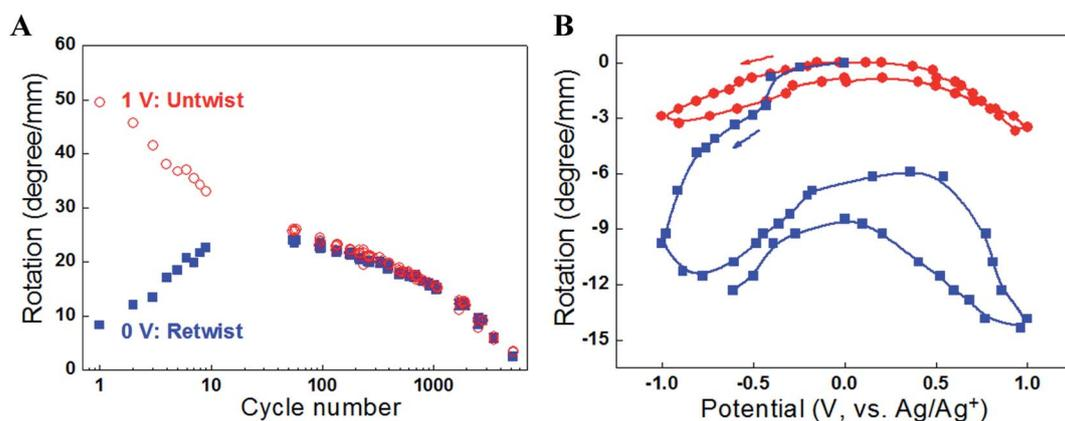 A
Rotation (degree/mm)
60
50
40
30
20
10
0
1 V: Untwist
0 V: Retwist
1
10
100
1000
Cycle number
B
Rotation (degree/mm)
0
-3
-6
-9
-12
-15
-1.0
-0.5
0.0
0.5
1.0
Potential (V, vs. Ag/Ag⁺)